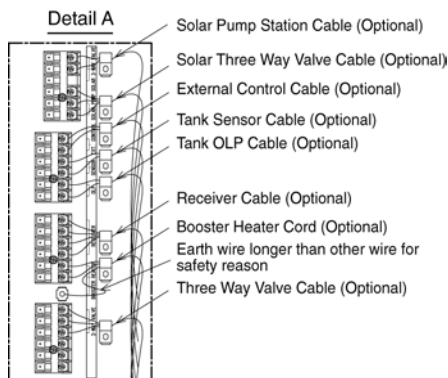 Detail A
Solar Pump Station Cable (Optional)
Solar Three Way Valve Cable (Optional)
External Control Cable (Optional)
Tank Sensor Cable (Optional)
Tank OLP Cable (Optional)
Receiver Cable (Optional)
Booster Heater Cord (Optional)
Earth wire longer than other wire for
safety reason
Three Way Valve Cable (Optional)